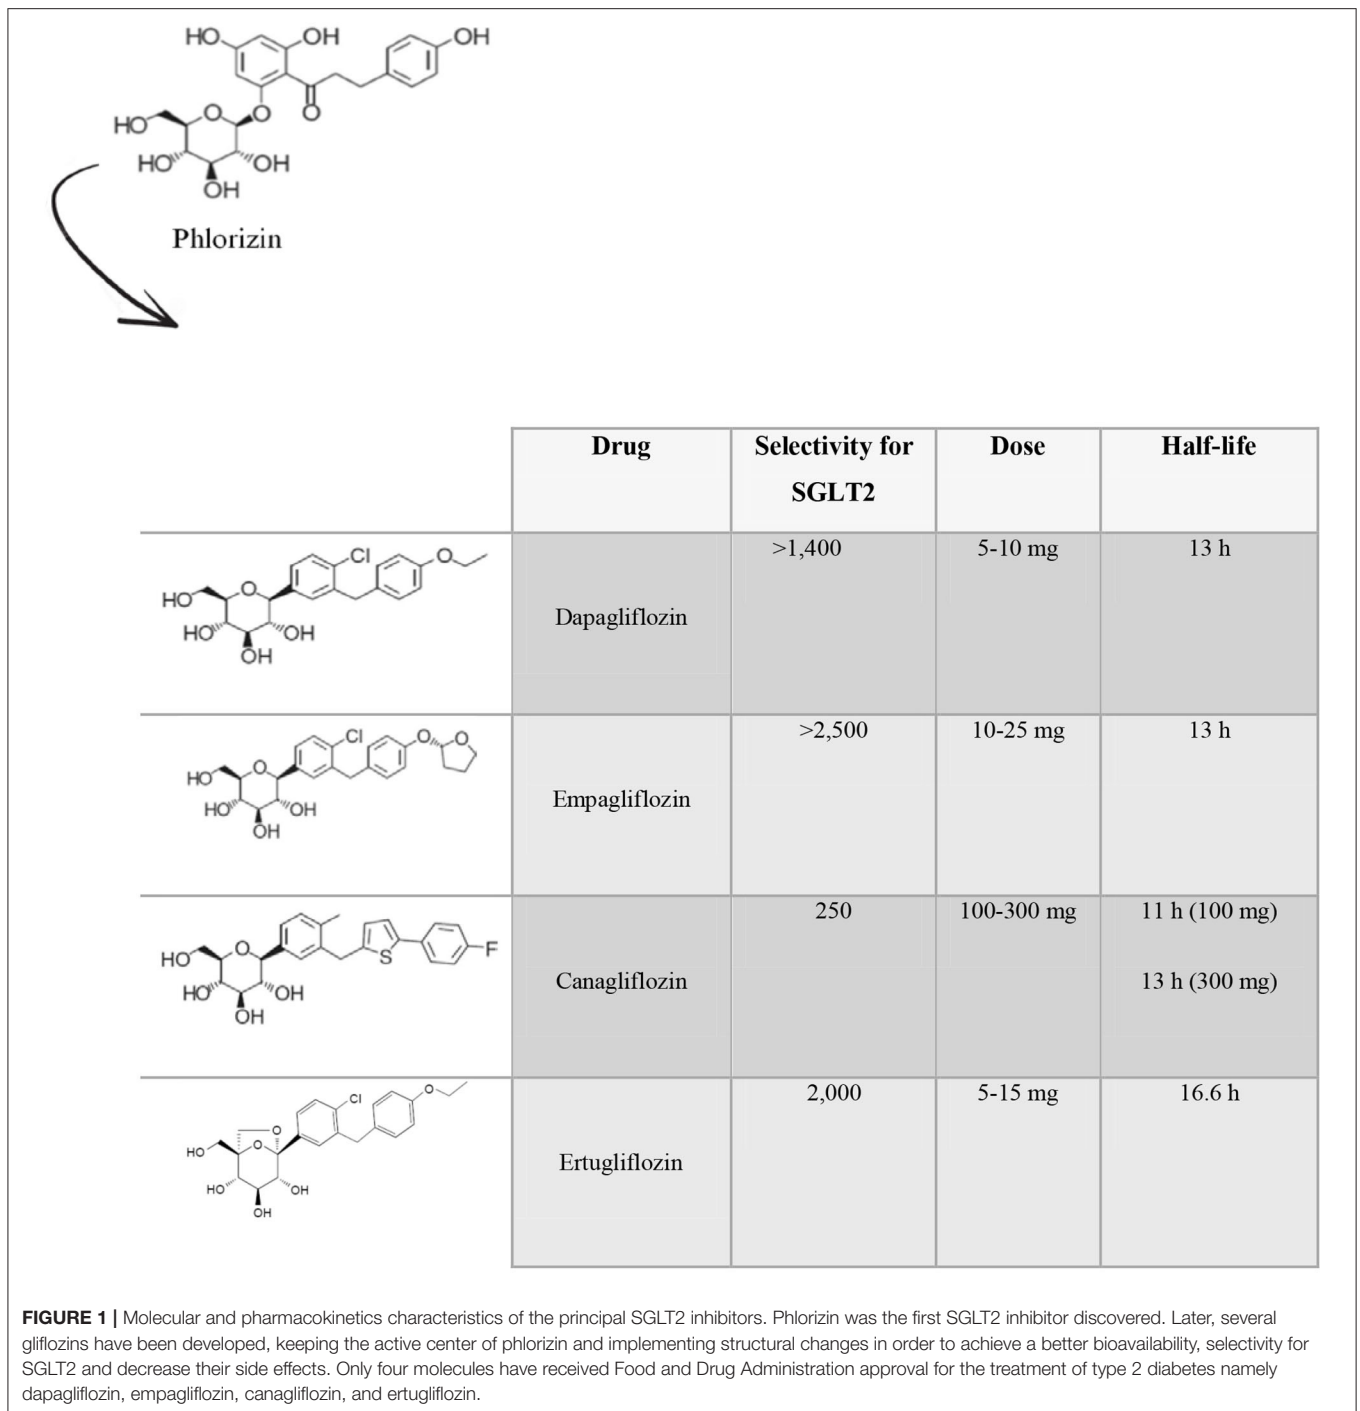 HO
OH
OH
O
O
O
HO
HO
OH
OH
Phlorizin
Drug
Selectivity for
SGLT2
Dose
Half-life
Cl
O
O
HO
HO
OH
OH
Dapagliflozin
>1,400
5-10 mg
13 h
Cl
O
O
O
HO
HO
OH
OH
Empagliflozin
>2,500
10-25 mg
13 h
O
S
F
HO
HO
OH
OH
Canagliflozin
250
100-300 mg
11 h (100 mg)
13 h (300 mg)
O
Cl
O
O
HO
HO
OH
OH
Ertugliflozin
2,000
5-15 mg
16.6 h
FIGURE 1 | Molecular and pharmacokinetics characteristics of the principal SGLT2 inhibitors. Phlorizin was the first SGLT2 inhibitor discovered. Later, several
gliflozins have been developed, keeping the active center of phlorizin and implementing structural changes in order to achieve a better bioavailability, selectivity for
SGLT2 and decrease their side effects. Only four molecules have received Food and Drug Administration approval for the treatment of type 2 diabetes namely
dapagliflozin, empagliflozin, canagliflozin, and ertugliflozin.